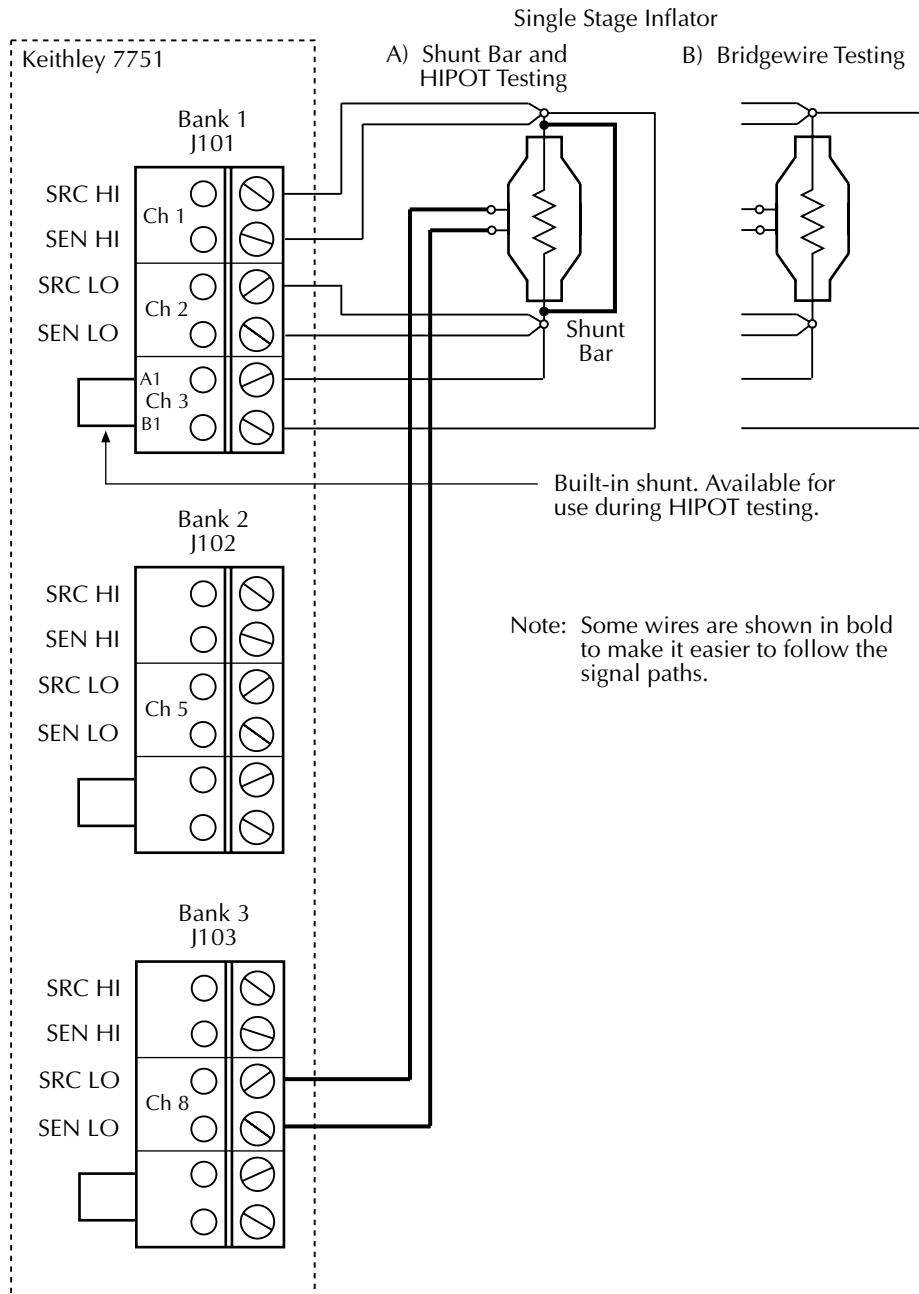 Single Stage Inflator
Keithley 7751
A) Shunt Bar and
HIPOT Testing
B) Bridgewire Testing
Bank 1
J101
SRC HI
Ch 1
SEN HI
SRC LO
Ch 2
SEN LO
A1
Ch 3
B1
Shunt
Bar
Built-in shunt. Available for
use during HIPOT testing.
Bank 2
J102
SRC HI
SEN HI
SRC LO
Ch 5
SEN LO
Note: Some wires are shown in bold
to make it easier to follow the
signal paths.
Bank 3
J103
SRC HI
SEN HI
SRC LO
Ch 8
SEN LO